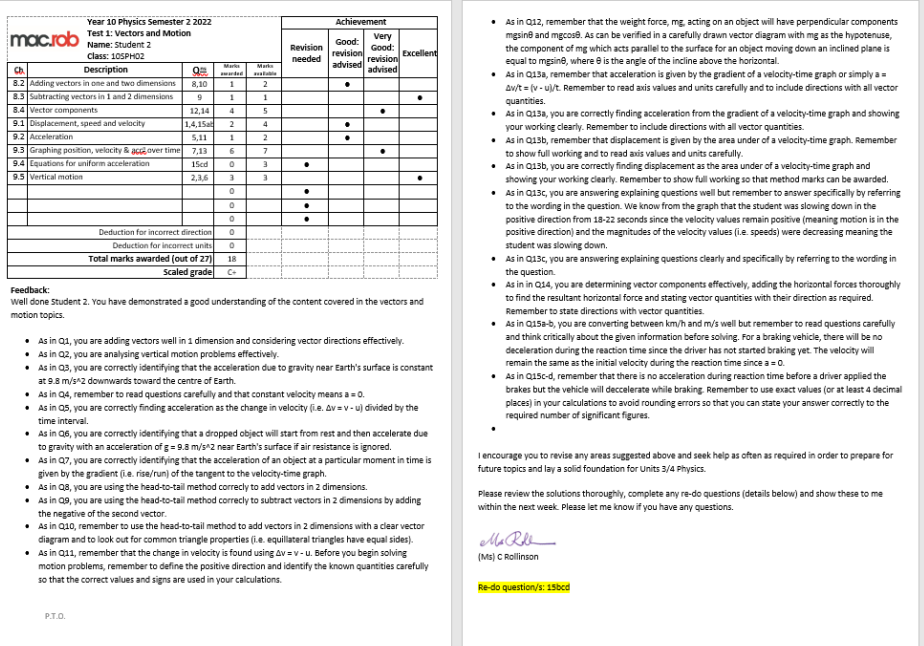 Year 10 Physics Semester 2 2022
Test 1: Vectors and Motion
mac.rob
Name: Student 2
Class: 10SPH02
Achievement
Revision needed
Good: revision advised
Very Good: revision advised
Excellent
Ch. Description Qns Marks awarded Marks available
8.2 Adding vectors in one and two dimensions 8,10 1 2 •
8.3 Subtracting vectors in 1 and 2 dimensions 9 1 1 •
8.4 Vector components 12,14 4 5 •
9.1 Displacement, speed and velocity 1,4,15ab 2 4 •
9.2 Acceleration 5,11 1 2 •
9.3 Graphing position, velocity & accl over time 7,13 6 7 •
9.4 Equations for uniform acceleration 15cd 0 3 •
9.5 Vertical motion 2,3,6 3 3 •
0 •
0 •
0 •
Deduction for incorrect direction 0
Deduction for incorrect units 0
Total marks awarded (out of 27) 18
Scaled grade C+
Feedback:
Well done Student 2. You have demonstrated a good understanding of the content covered in the vectors and
motion topics.
• As in Q1, you are adding vectors well in 1 dimension and considering vector directions effectively.
• As in Q2, you are analysing vertical motion problems effectively.
• As in Q3, you are correctly identifying that the acceleration due to gravity near Earth's surface is constant
at 9.8 m/s^2 downwards toward the centre of Earth.
• As in Q4, remember to read questions carefully and that constant velocity means a = 0.
• As in Q5, you are correctly finding acceleration as the change in velocity (i.e. Δv = v - u) divided by the
time interval.
• As in Q6, you are correctly identifying that a dropped object will start from rest and then accelerate due
to gravity with an acceleration of g = 9.8 m/s^2 near Earth's surface if air resistance is ignored.
• As in Q7, you are correctly identifying that the acceleration of an object at a particular moment in time is
given by the gradient (i.e. rise/run) of the tangent to the velocity-time graph.
• As in Q8, you are using the head-to-tail method correcly to add vectors in 2 dimensions.
• As in Q9, you are using the head-to-tail method correcly to subtract vectors in 2 dimensions by adding
the negative of the second vector.
• As in Q10, remember to use the head-to-tail method to add vectors in 2 dimensions with a clear vector
diagram and to look out for common triangle properties (i.e. equillateral triangles have equal sides).
• As in Q11, remember that the change in velocity is found using Δv = v - u. Before you begin solving
motion problems, remember to define the positive direction and identify the known quantities carefully
so that the correct values and signs are used in your calculations.
P.T.O.
• As in Q12, remember that the weight force, mg, acting on an object will have perpendicular components
mgsinθ and mgcosθ. As can be verified in a carefully drawn vector diagram with mg as the hypotenuse,
the component of mg which acts parallel to the surface for an object moving down an inclined plane is
equal to mgsinθ, where θ is the angle of the incline above the horizontal.
• As in Q13a, remember that acceleration is given by the gradient of a velocity-time graph or simply a =
Δv/t = (v - u)/t. Remember to read axis values and units carefully and to include directions with all vector
quantities.
• As in Q13a, you are correctly finding acceleration from the gradient of a velocity-time graph and showing
your working clearly. Remember to include directions with all vector quantities.
• As in Q13b, remember that displacement is given by the area under of a velocity-time graph. Remember
to show full working and to read axis values and units carefully.
As in Q13b, you are correctly finding displacement as the area under of a velocity-time graph and
showing your working clearly. Remember to show full working so that method marks can be awarded.
• As in Q13c, you are answering explaining questions well but remember to answer specifically by referring
to the wording in the question. We know from the graph that the student was slowing down in the
positive direction from 18-22 seconds since the velocity values remain positive (meaning motion is in the
positive direction) and the magnitudes of the velocity values (i.e. speeds) were decreasing meaning the
student was slowing down.
• As in Q13c, you are answering explaining questions clearly and specifically by referring to the wording in
the question.
• As in in Q14, you are determining vector components effectively, adding the horizontal forces thoroughly
to find the resultant horizontal force and stating vector quantities with their direction as required.
Remember to state directions with vector quantities.
• As in Q15a-b, you are converting between km/h and m/s well but remember to read questions carefully
and think critically about the given information before solving. For a braking vehicle, there will be no
deceleration during the reaction time since the driver has not started braking yet. The velocity will
remain the same as the initial velocity during the reaction time since a = 0.
• As in Q15c-d, remember that there is no acceleration during reaction time before a driver applied the
brakes but the vehicle will deccelerate while braking. Remember to use exact values (or at least 4 decimal
places) in your calculations to avoid rounding errors so that you can state your answer correctly to the
required number of significant figures.
•
I encourage you to revise any areas suggested above and seek help as often as required in order to prepare for
future topics and lay a solid foundation for Units 3/4 Physics.
Please review the solutions thoroughly, complete any re-do questions (details below) and show these to me
within the next week. Please let me know if you have any questions.
(Ms) C Rollinson
Re-do question/s: 15bcd